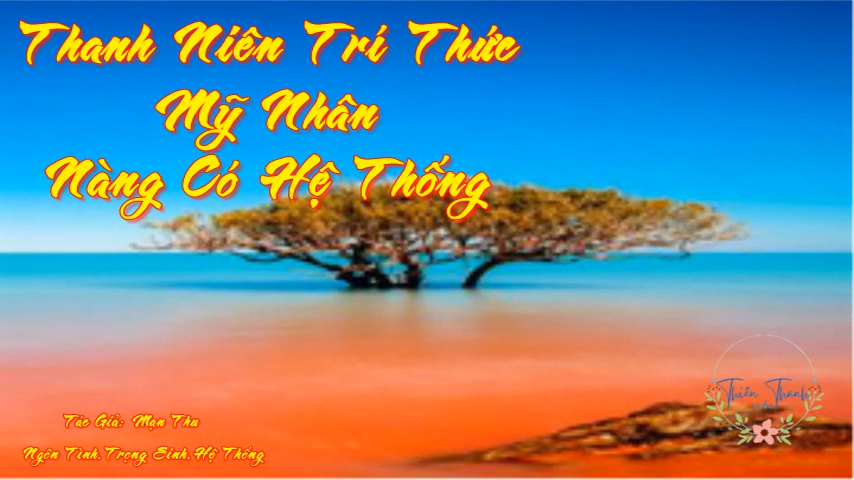 Thanh Niên Trí Thức
Mỹ Nhân
Nàng Có Hệ Thống
Thiên Thanh
Tác Giả: Mạn Thu
Ngôn Tình, Trọng Sinh, Hệ Thống